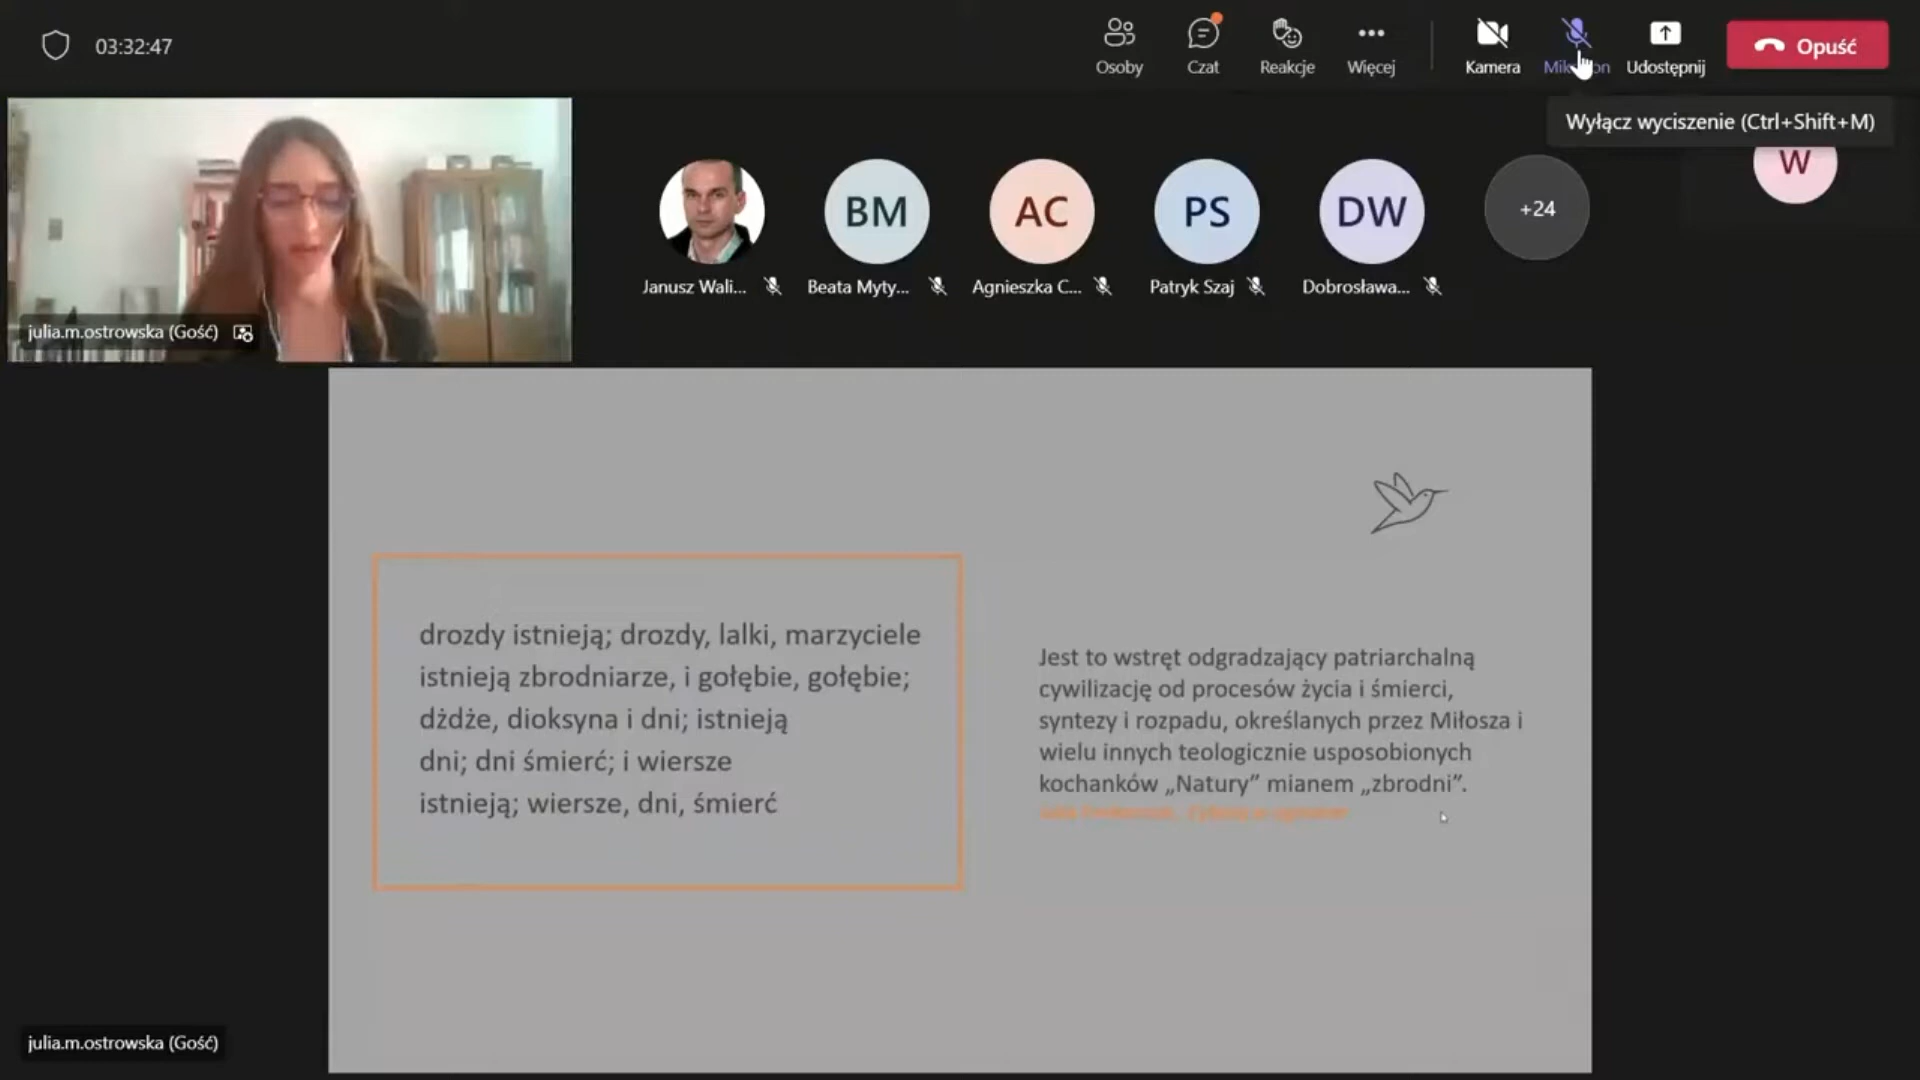 03:32:47
Osoby
Czat
Reakcje
Więcej
Kamera
Udostępnij
Opuść
Wyłącz wyciszenie (Ctrl+Shift+M)
BM
AC
PS
DW
+24
W
Janusz Wali...
Beata Myty...
Agnieszka C...
Patryk Szaj
Dobrosława...
julia.m.ostrowska (Gość)
drozdy istnieją; drozdy, lalki, marzyciele
istnieją zbrodniarze, i gołębie, gołębie;
dżdże, dioksyna i dni; istnieją
dni; dni śmierć; i wiersze
istnieją; wiersze, dni, śmierć
Jest to wstręt odgradzający patriarchalną
cywilizację od procesów życia i śmierci,
syntezy i rozpadu, określanych przez Miłosza i
wielu innych teologicznie usposobionych
kochanków „Natury” mianem „zbrodni”.
julia.m.ostrowska (Gość)